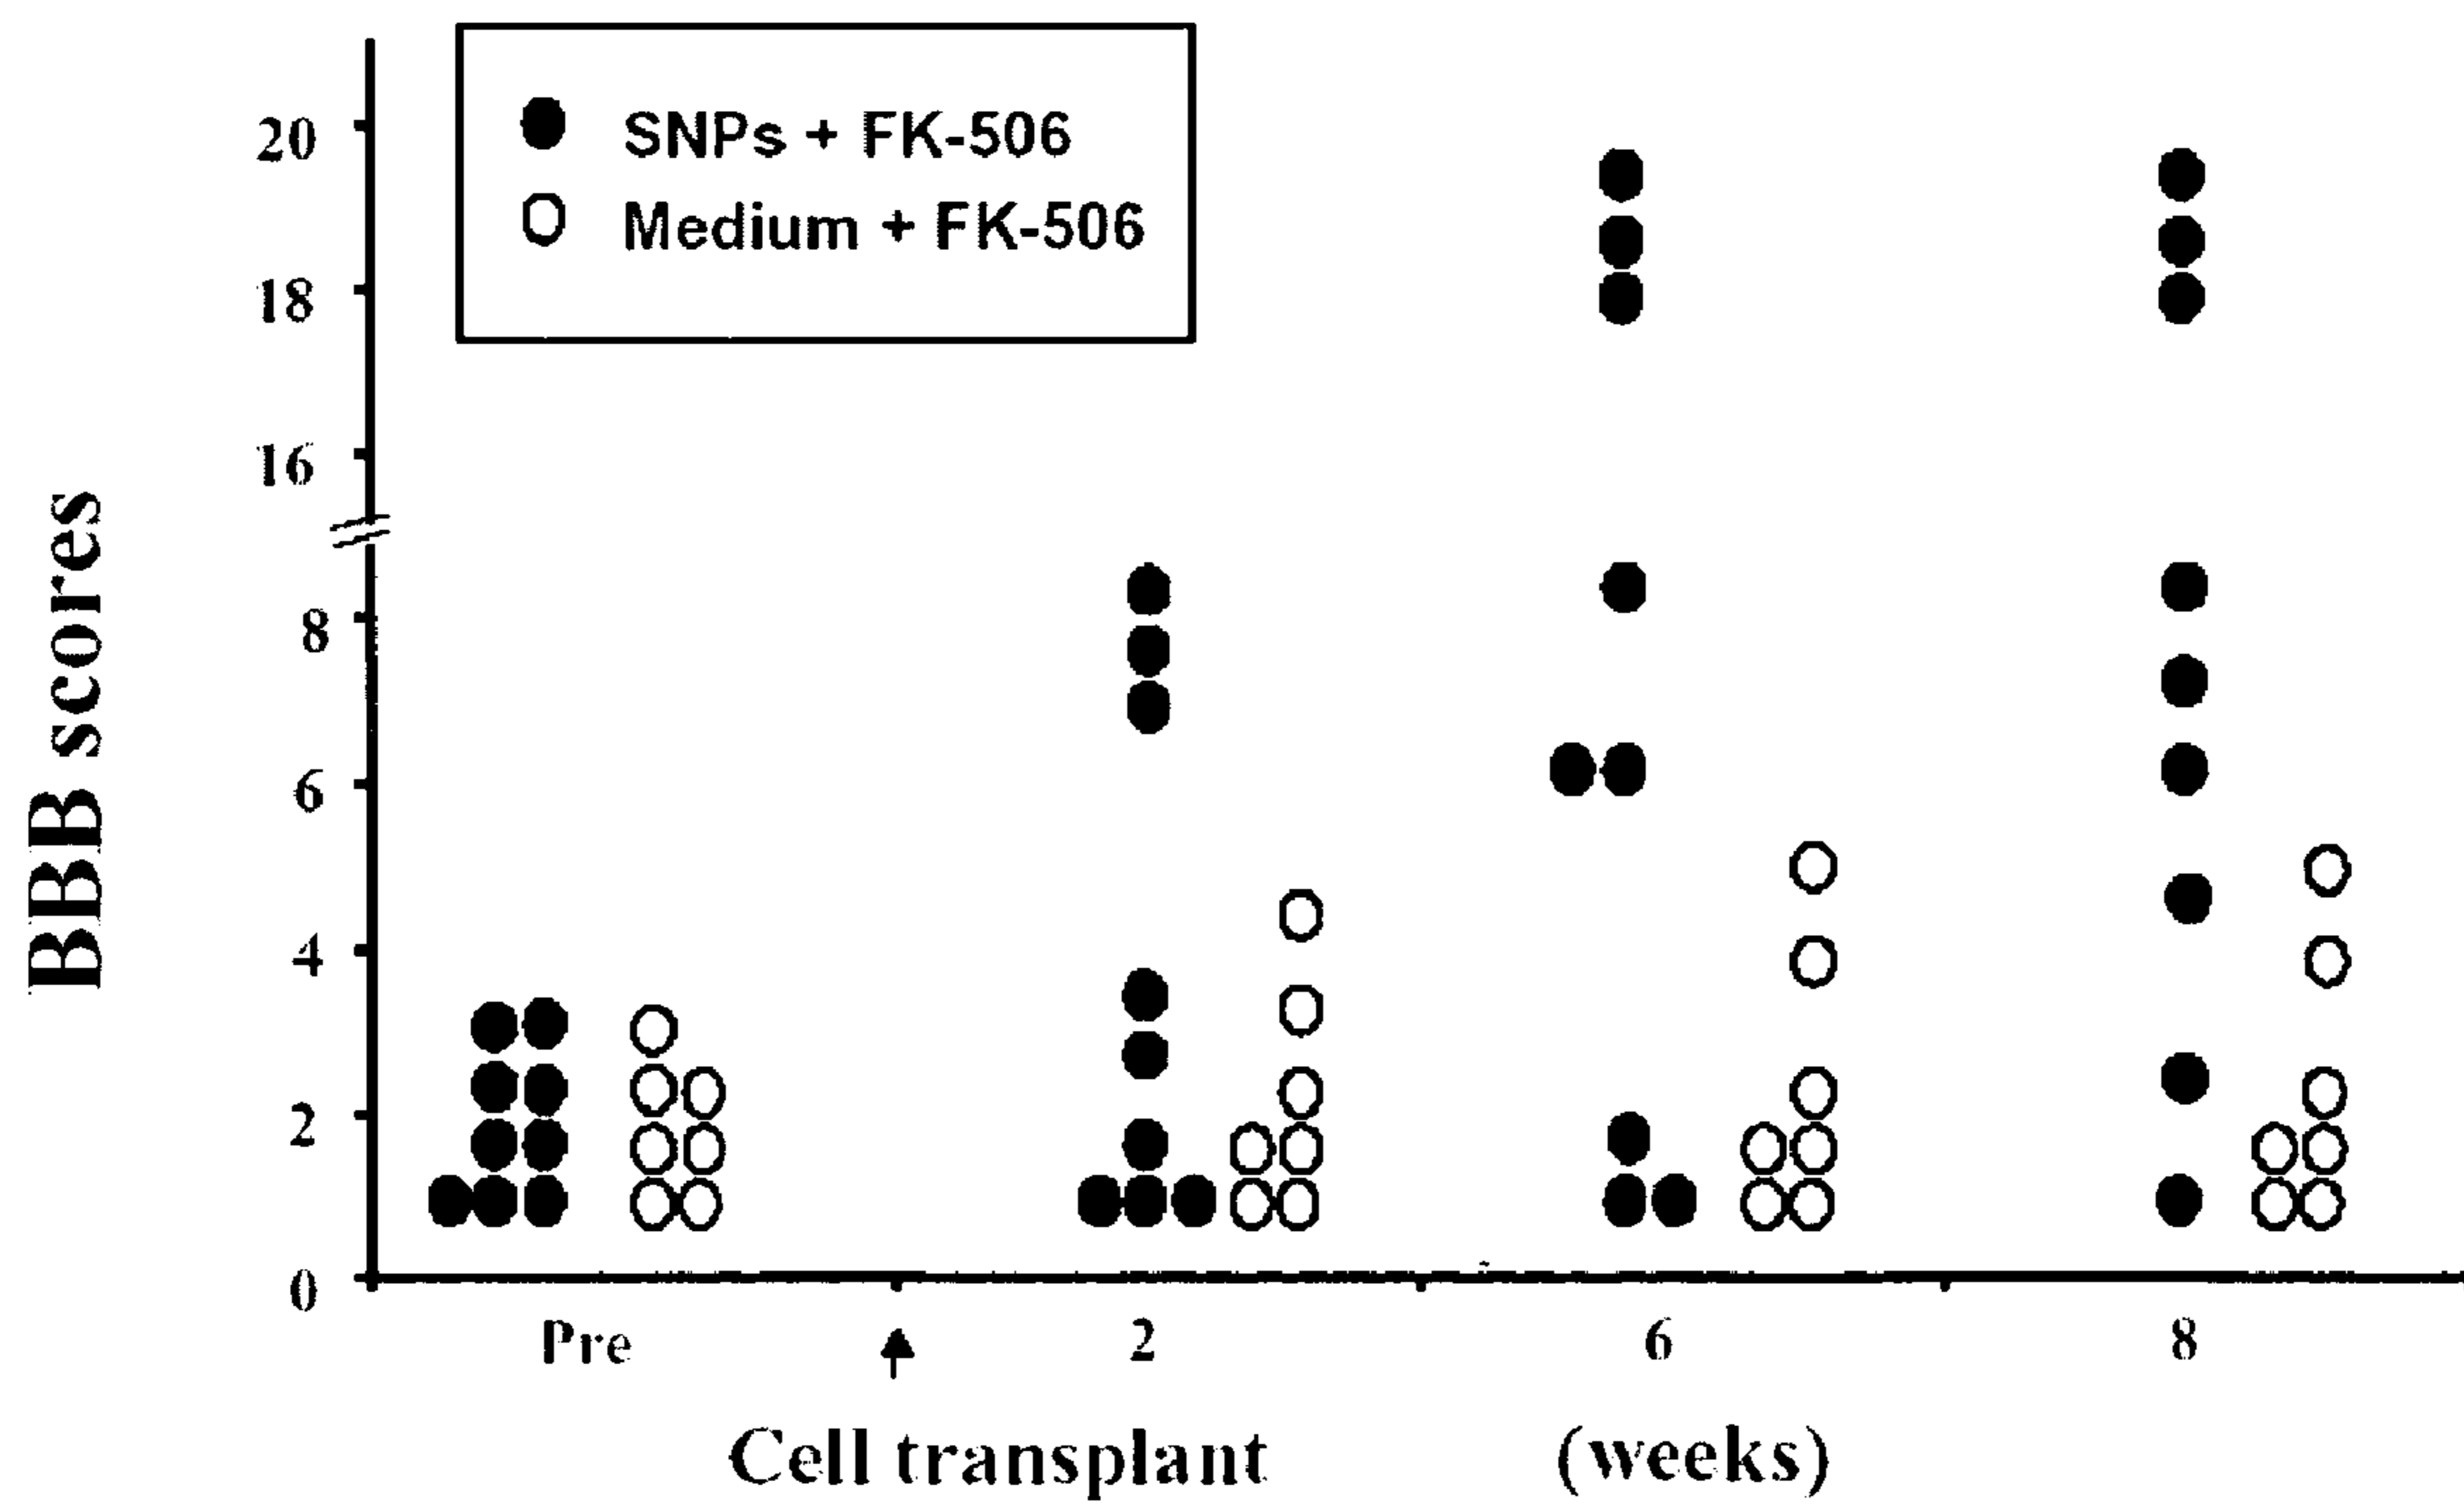 SNPs + FK-506
Medium + FK-506
20
18
16
8
6
4
2
0
BBB scores
Pre 2 6 8
Cell transplant (weeks)